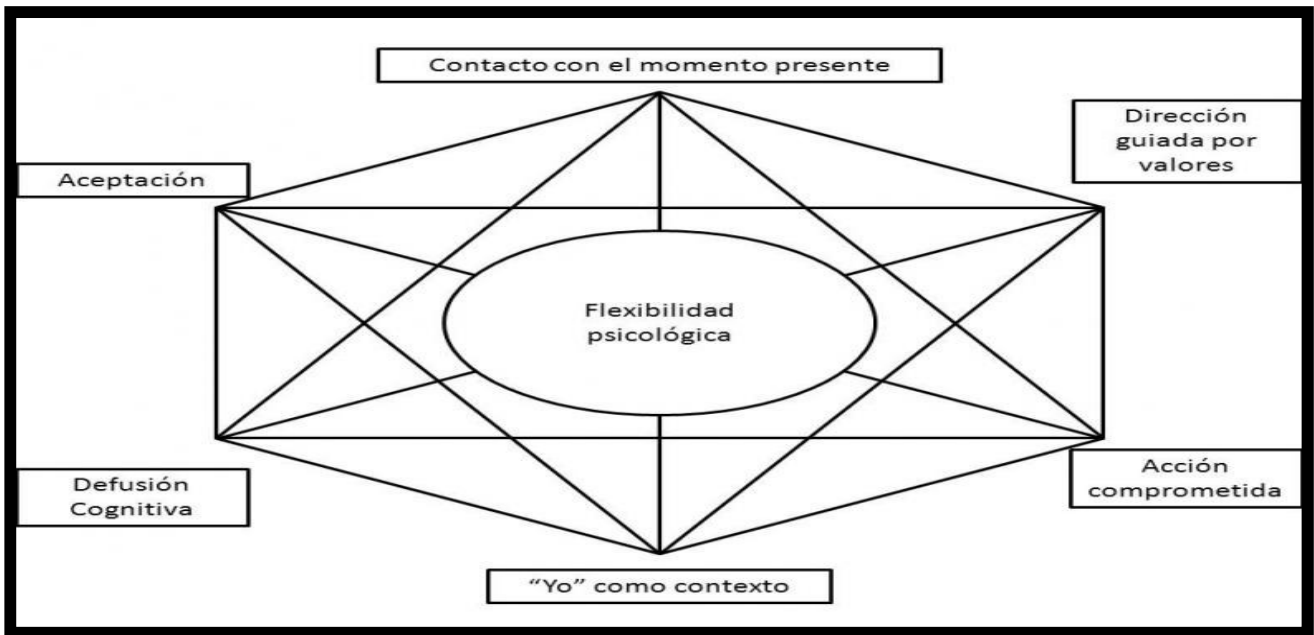 Contacto con el momento presente
Dirección
guiada por
valores
Aceptación
Flexibilidad
psicológica
Defusión
Cognitiva
Acción
comprometida
“Yo” como contexto